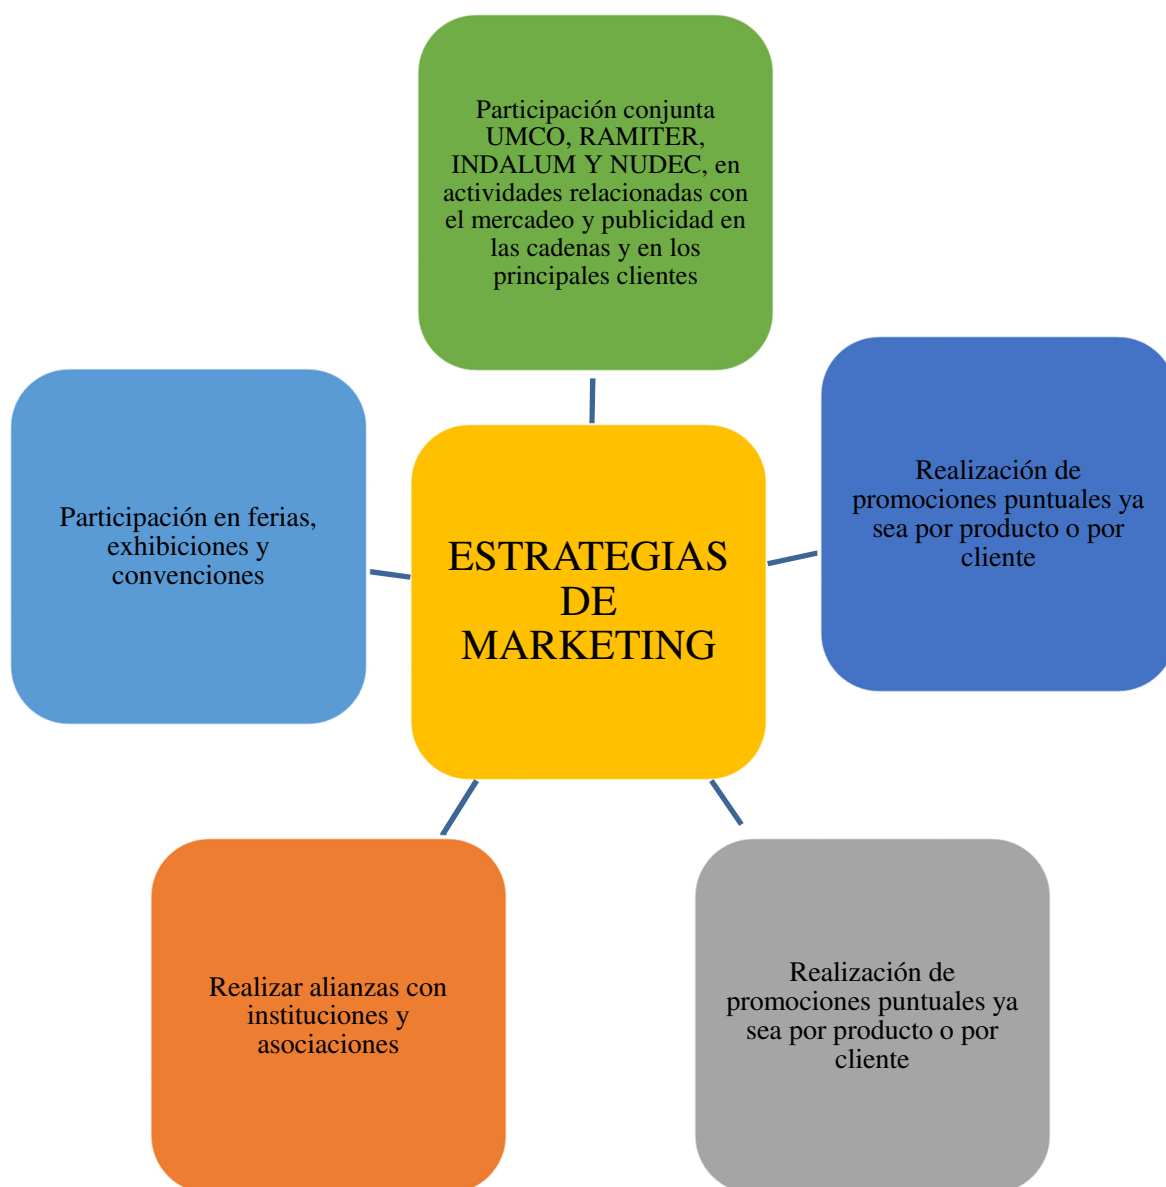 Participación conjunta
UMCO, RAMITER,
INDALUM Y NUDEC, en
actividades relacionadas con
el mercadeo y publicidad en
las cadenas y en los
principales clientes
Realización de
promociones puntuales ya
sea por producto o por
cliente
Participación en ferias,
exhibiciones y
convenciones
ESTRATEGIAS
DE
MARKETING
Realizar alianzas con
instituciones y
asociaciones
Realización de
promociones puntuales ya
sea por producto o por
cliente